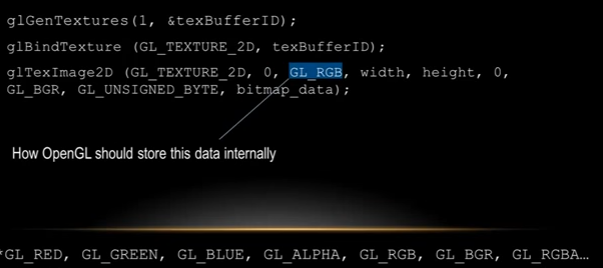 glGenTextures(1, &texBufferID);
glBindTexture (GL_TEXTURE_2D, texBufferID);
glTexImage2D (GL_TEXTURE_2D, 0, GL_RGB, width, height, 0,
GL_BGR, GL_UNSIGNED_BYTE, bitmap_data);
How OpenGL should store this data internally
*GL_RED, GL_GREEN, GL_BLUE, GL_ALPHA, GL_RGB, GL_BGR, GL_RGBA…